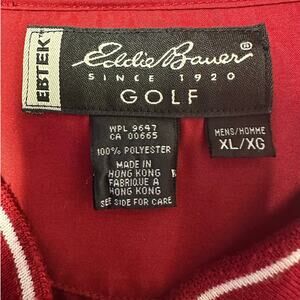 EBTEK
Eddie Bauer ®
SINCE 1920
GOLF
WPL 9647
CA 00665
100% POLYESTER
MADE IN
HONG KONG
FABRIQUÉ À
HONG KONG
SEE SIDE FOR CARE
MENS/HOMME
XL/XG